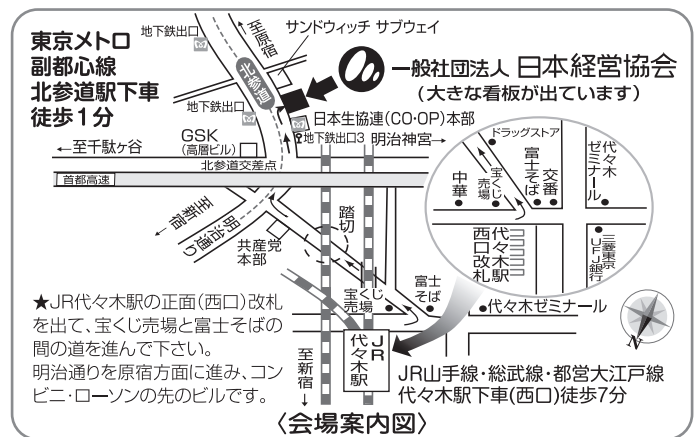 東京メトロ
副都心線
北参道駅下車
徒歩1分
地下鉄出口
至原宿
サンドウィッチ サブウェイ
北参道
一般社団法人 日本経営協会
(大きな看板が出ています)
地下鉄出口
日本生協連(CO・OP)本部
地下鉄出口3
明治神宮→
←至千駄ヶ谷
GSK
(高層ビル)
北参道交差点
首都高速
至新宿
明治通り
共産党
本部
踏切
ドラッグストア
中華
宝くじ
売場
富士そば
交番
代々木
ゼミナール
代々木駅
西口改札
三菱東京
UFJ銀行
宝くじ
売場
富士
そば
代々木ゼミナール
★JR代々木駅の正面(西口)改札
を出て、宝くじ売場と富士そばの
間の道を進んで下さい。
明治通りを原宿方面に進み、コン
ビニ・ローソンの先のビルです。
至新宿→
JR
代々木駅
N
JR山手線・総武線・都営大江戸線
代々木駅下車(西口)徒歩7分
〈会場案内図〉